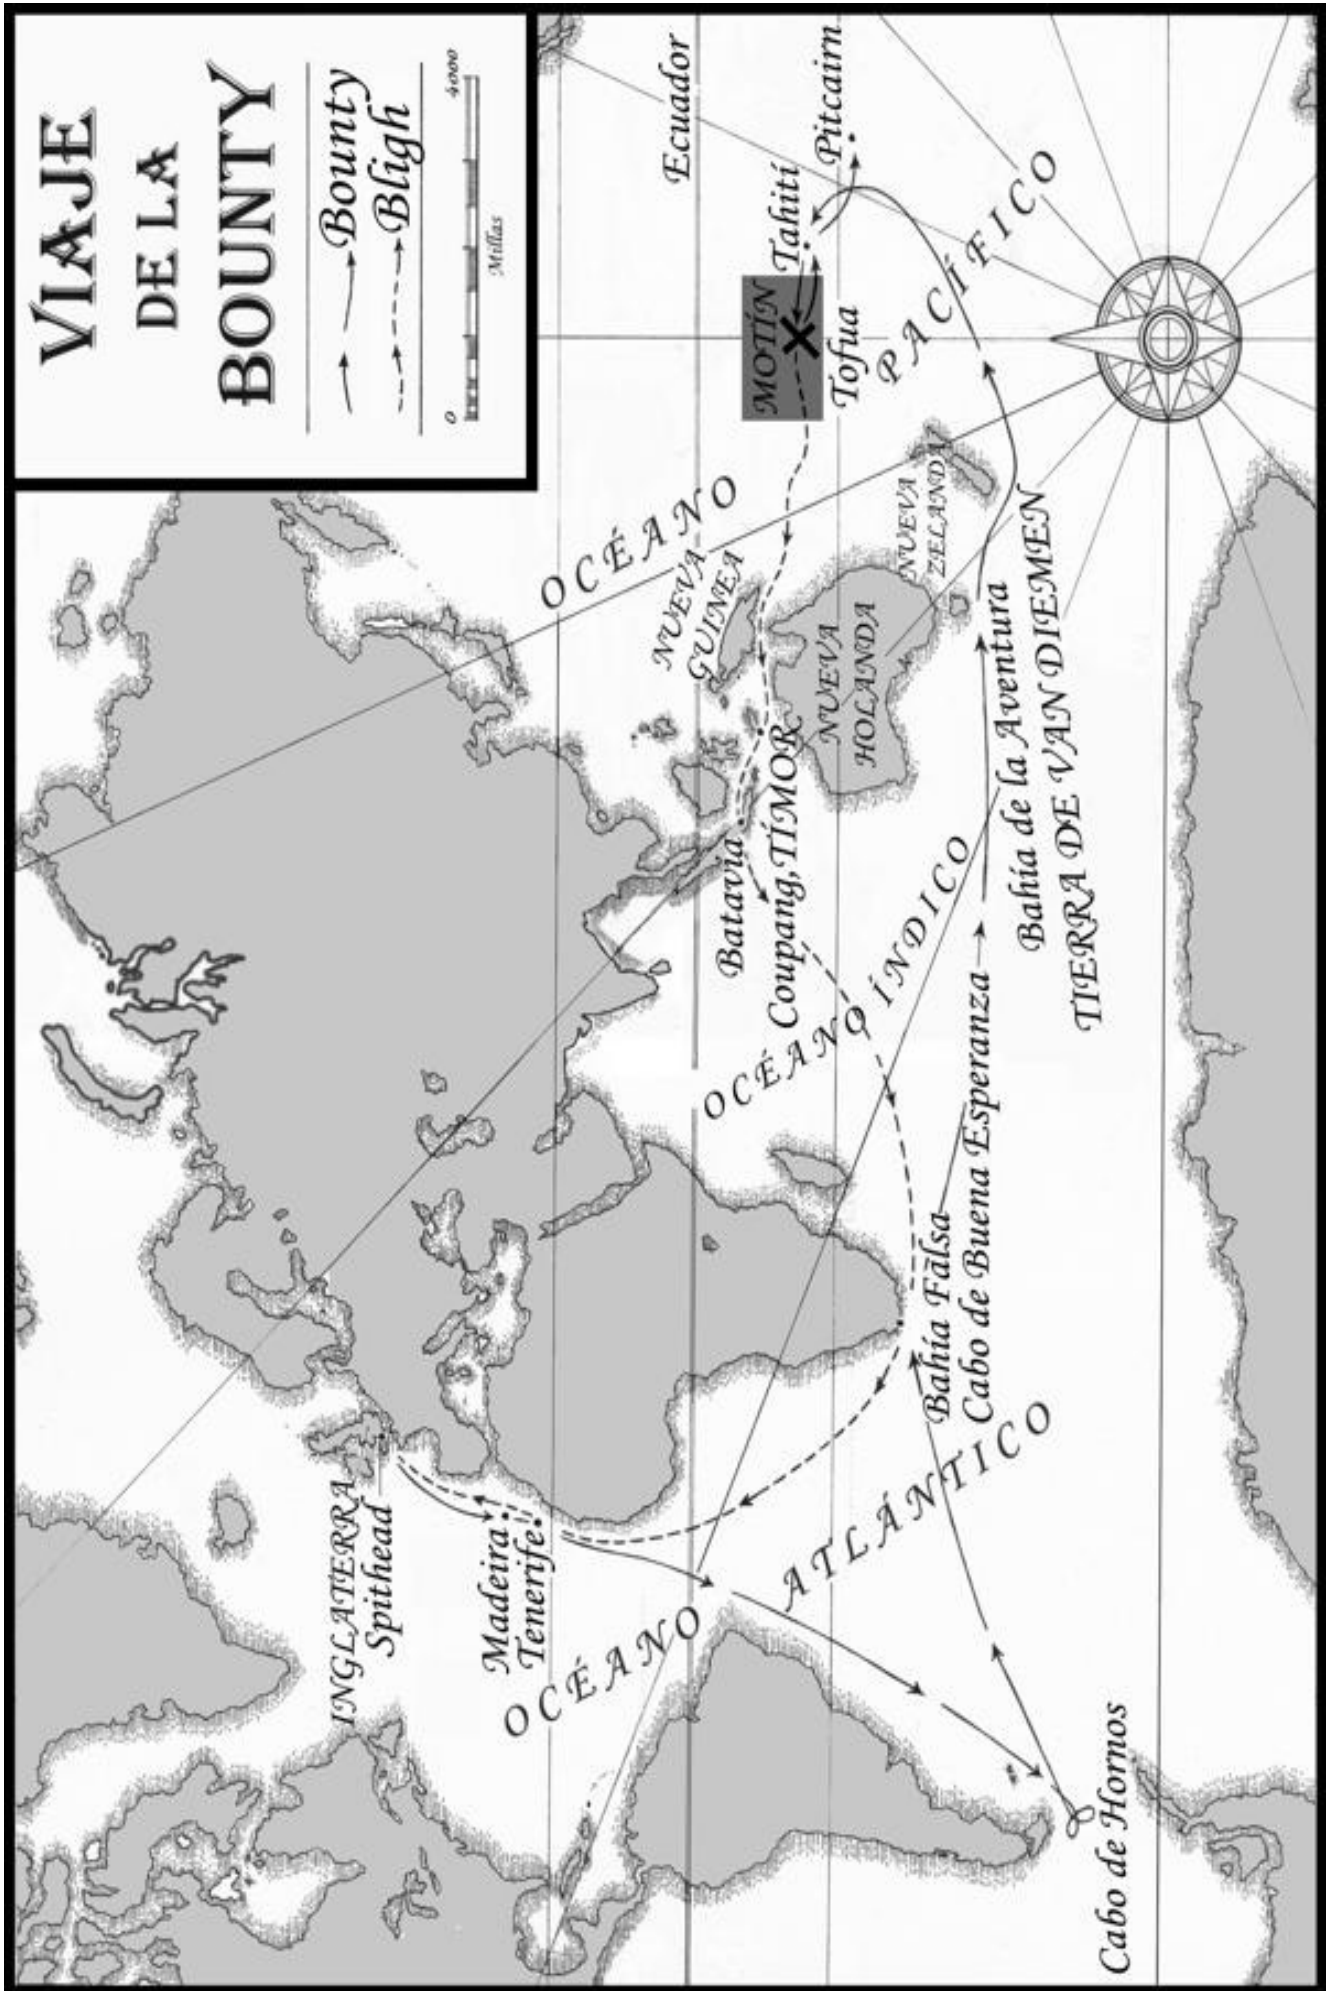 VIAJE
DE LA
BOUNTY
Bounty
Bligh
0
4000
Millas
INGLATERRA
Spithead
Madeira
Tenerife
OCÉANO
ATLÁNTICO
Cabo de Hornos
Bahía Falsa
Cabo de Buena Esperanza
OCÉANO ÍNDICO
Batavia
Coupang, TÍMOR
NUEVA
GUINEA
NUEVA
HOLANDA
NUEVA
ZELANDA
Bahía de la Aventura
TIERRA DE VAN DIEMEN
OCÉANO
PACÍFICO
MOTÍN
Tofua
Tahití
Pitcairn
Ecuador